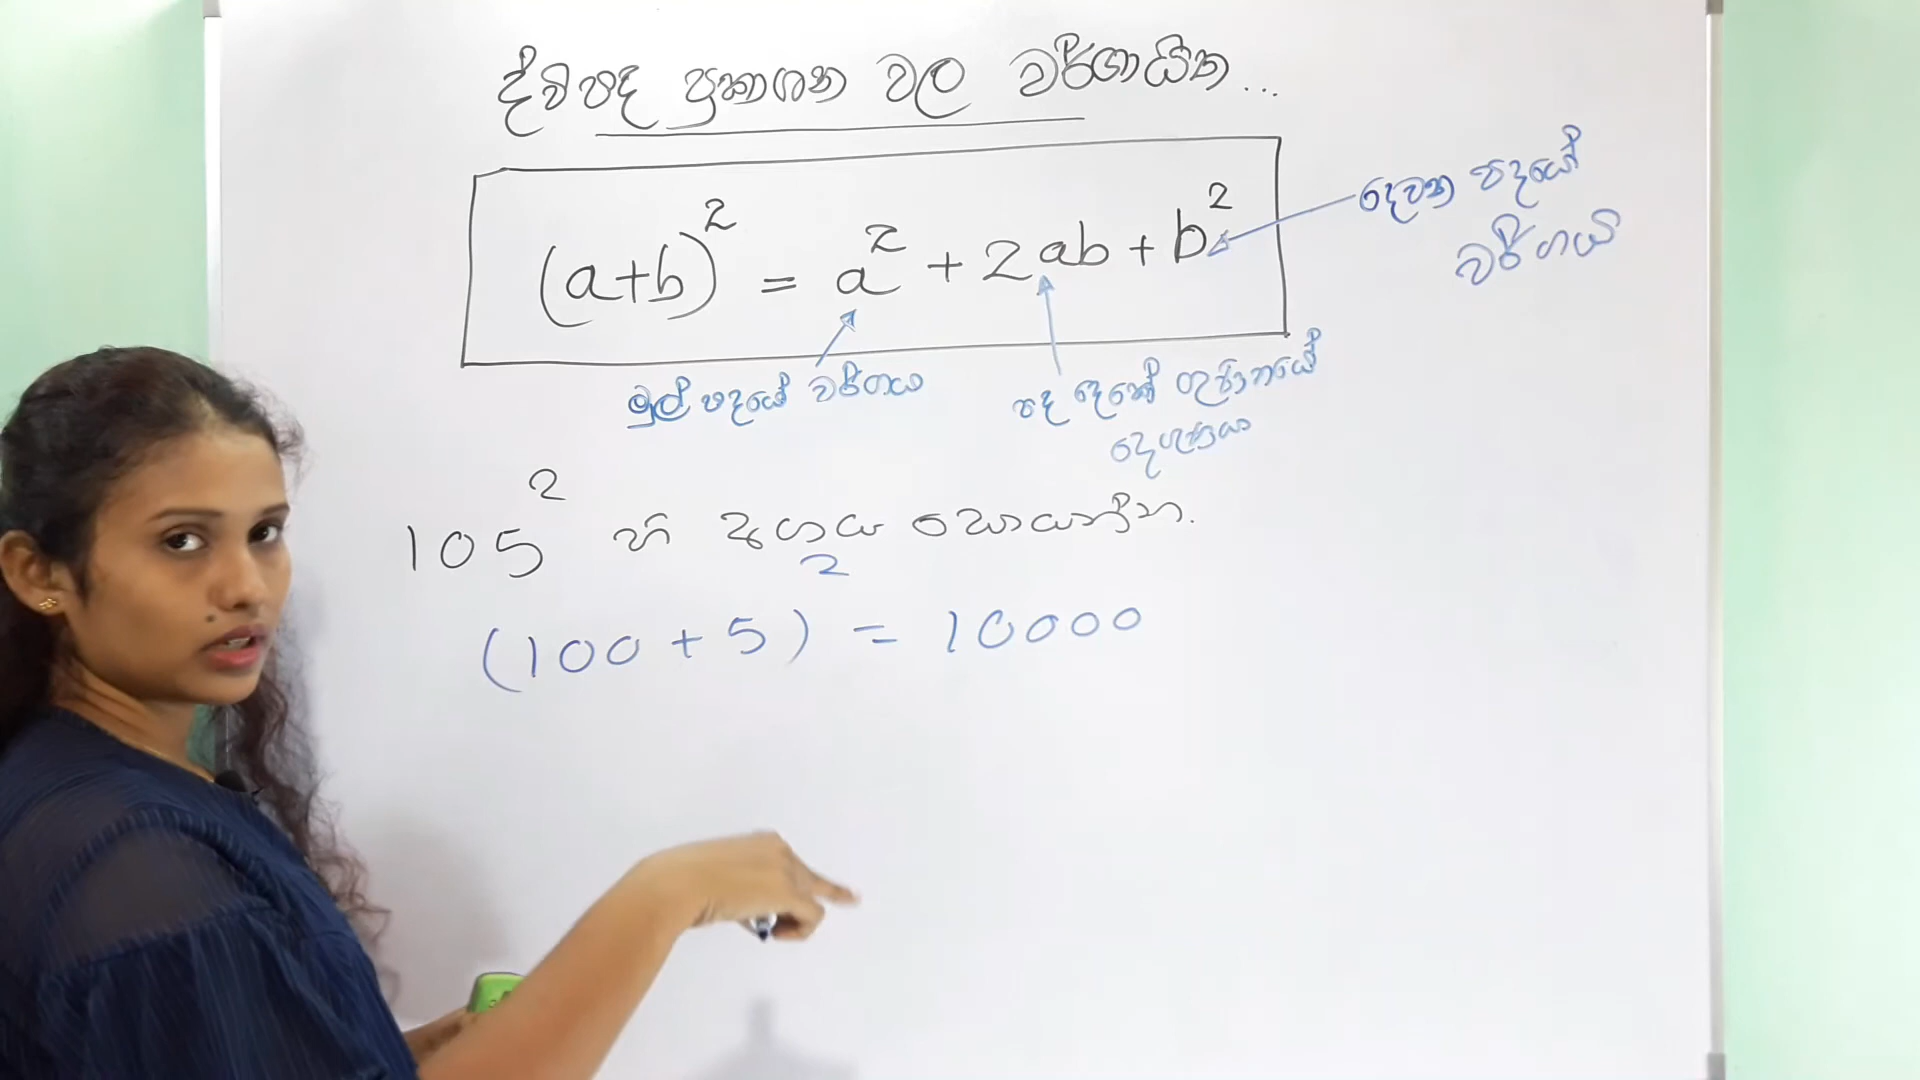 ද්විපද ප්‍රකාශන වල වර්ගායිත...
(a+b)² = a² + 2ab + b²
දෙවන පදයේ
වර්ගය
මුල් පදයේ වර්ගය
පද දෙකේ ගුණිතයේ
දෙගුණය
105² හි අගය සොයන්න.
(100 + 5)² = 10000